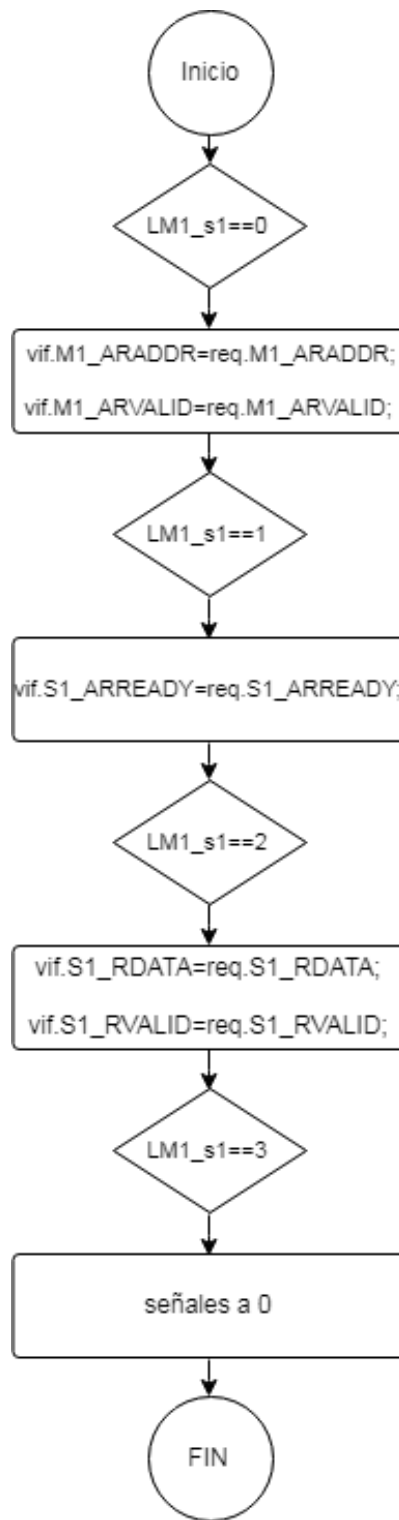 Inicio
LM1_s1==0
vif.M1_ARADDR=req.M1_ARADDR;
vif.M1_ARVALID=req.M1_ARVALID;
LM1_s1==1
vif.S1_ARREADY=req.S1_ARREADY;
LM1_s1==2
vif.S1_RDATA=req.S1_RDATA;
vif.S1_RVALID=req.S1_RVALID;
LM1_s1==3
señales a 0
FIN